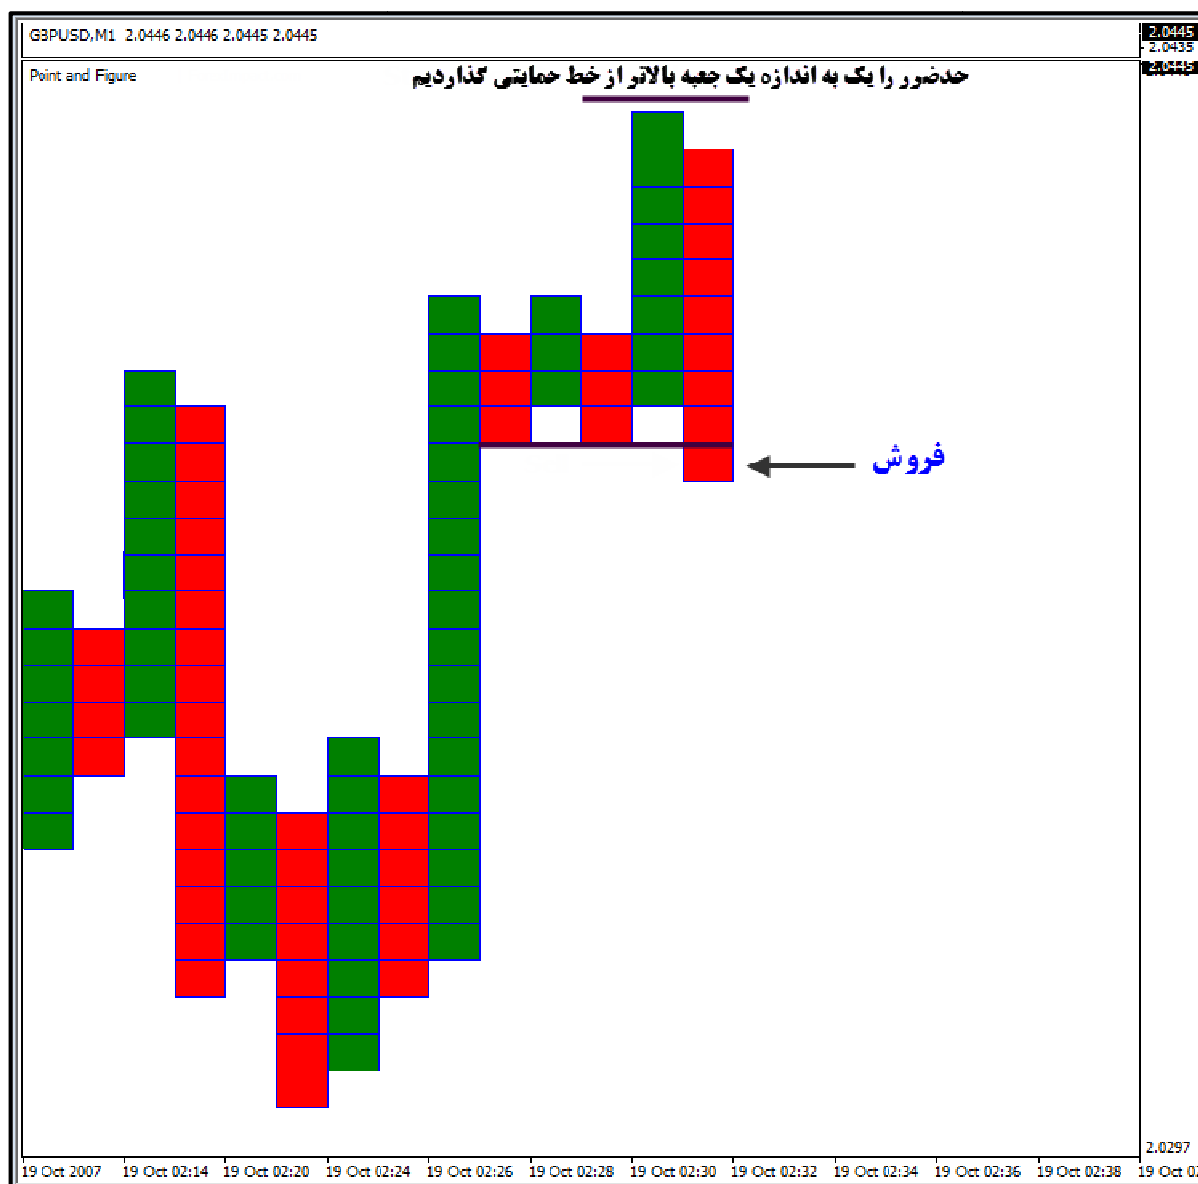 GBPUSD,M1 2.0446 2.0446 2.0445 2.0445
2.0445
2.0435
Point and Figure
حدضرر را یک به اندازه یک جعبه بالاتر از خط حمایتی گذاردیم
2.0445
فروش
2.0297
19 Oct 2007 19 Oct 02:14 19 Oct 02:20 19 Oct 02:24 19 Oct 02:26 19 Oct 02:28 19 Oct 02:30 19 Oct 02:32 19 Oct 02:34 19 Oct 02:36 19 Oct 02:38 19 Oct